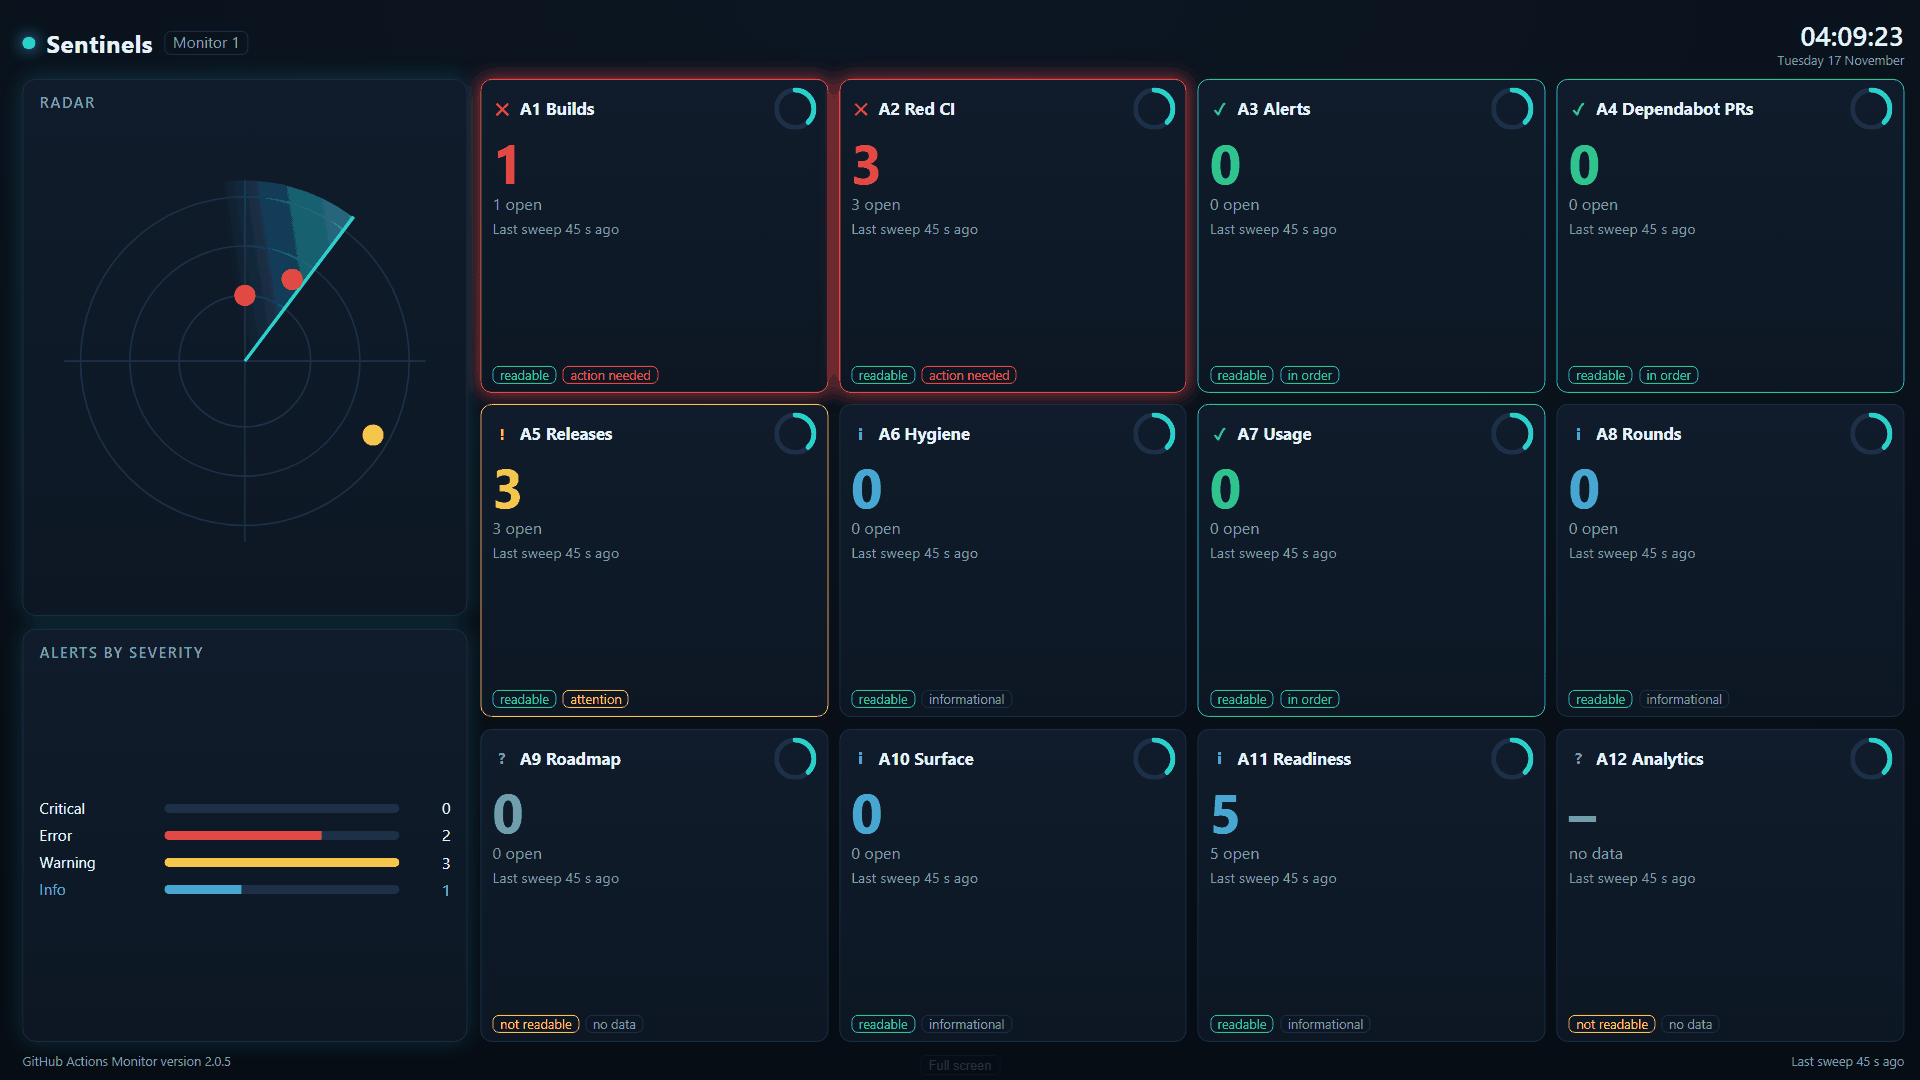 Sentinels
Monitor 1
04:09:23
Tuesday 17 November
RADAR
ALERTS BY SEVERITY
Critical 0
Error 2
Warning 3
Info 1
✕ A1 Builds
1
1 open
Last sweep 45 s ago
readable action needed
✕ A2 Red CI
3
3 open
Last sweep 45 s ago
readable action needed
✓ A3 Alerts
0
0 open
Last sweep 45 s ago
readable in order
✓ A4 Dependabot PRs
0
0 open
Last sweep 45 s ago
readable in order
! A5 Releases
3
3 open
Last sweep 45 s ago
readable attention
i A6 Hygiene
0
0 open
Last sweep 45 s ago
readable informational
✓ A7 Usage
0
0 open
Last sweep 45 s ago
readable in order
i A8 Rounds
0
0 open
Last sweep 45 s ago
readable informational
? A9 Roadmap
0
0 open
Last sweep 45 s ago
not readable no data
i A10 Surface
0
0 open
Last sweep 45 s ago
readable informational
i A11 Readiness
5
5 open
Last sweep 45 s ago
readable informational
? A12 Analytics
—
no data
Last sweep 45 s ago
not readable no data
GitHub Actions Monitor version 2.0.5
Full screen
Last sweep 45 s ago